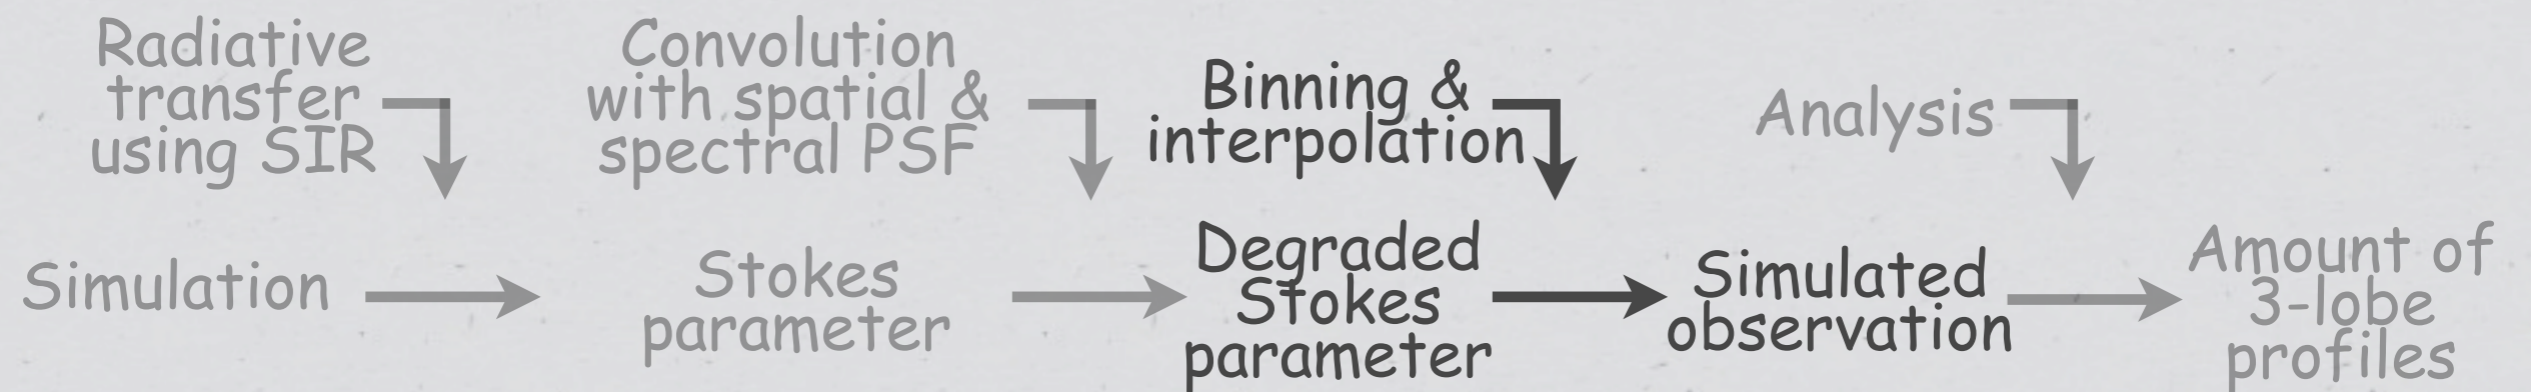 Radiative
transfer
using SIR
Convolution
with spatial &
spectral PSF
Binning &
interpolation
Analysis
Simulation
Stokes
parameter
Degraded
Stokes
parameter
Simulated
observation
Amount of
3-lobe
profiles